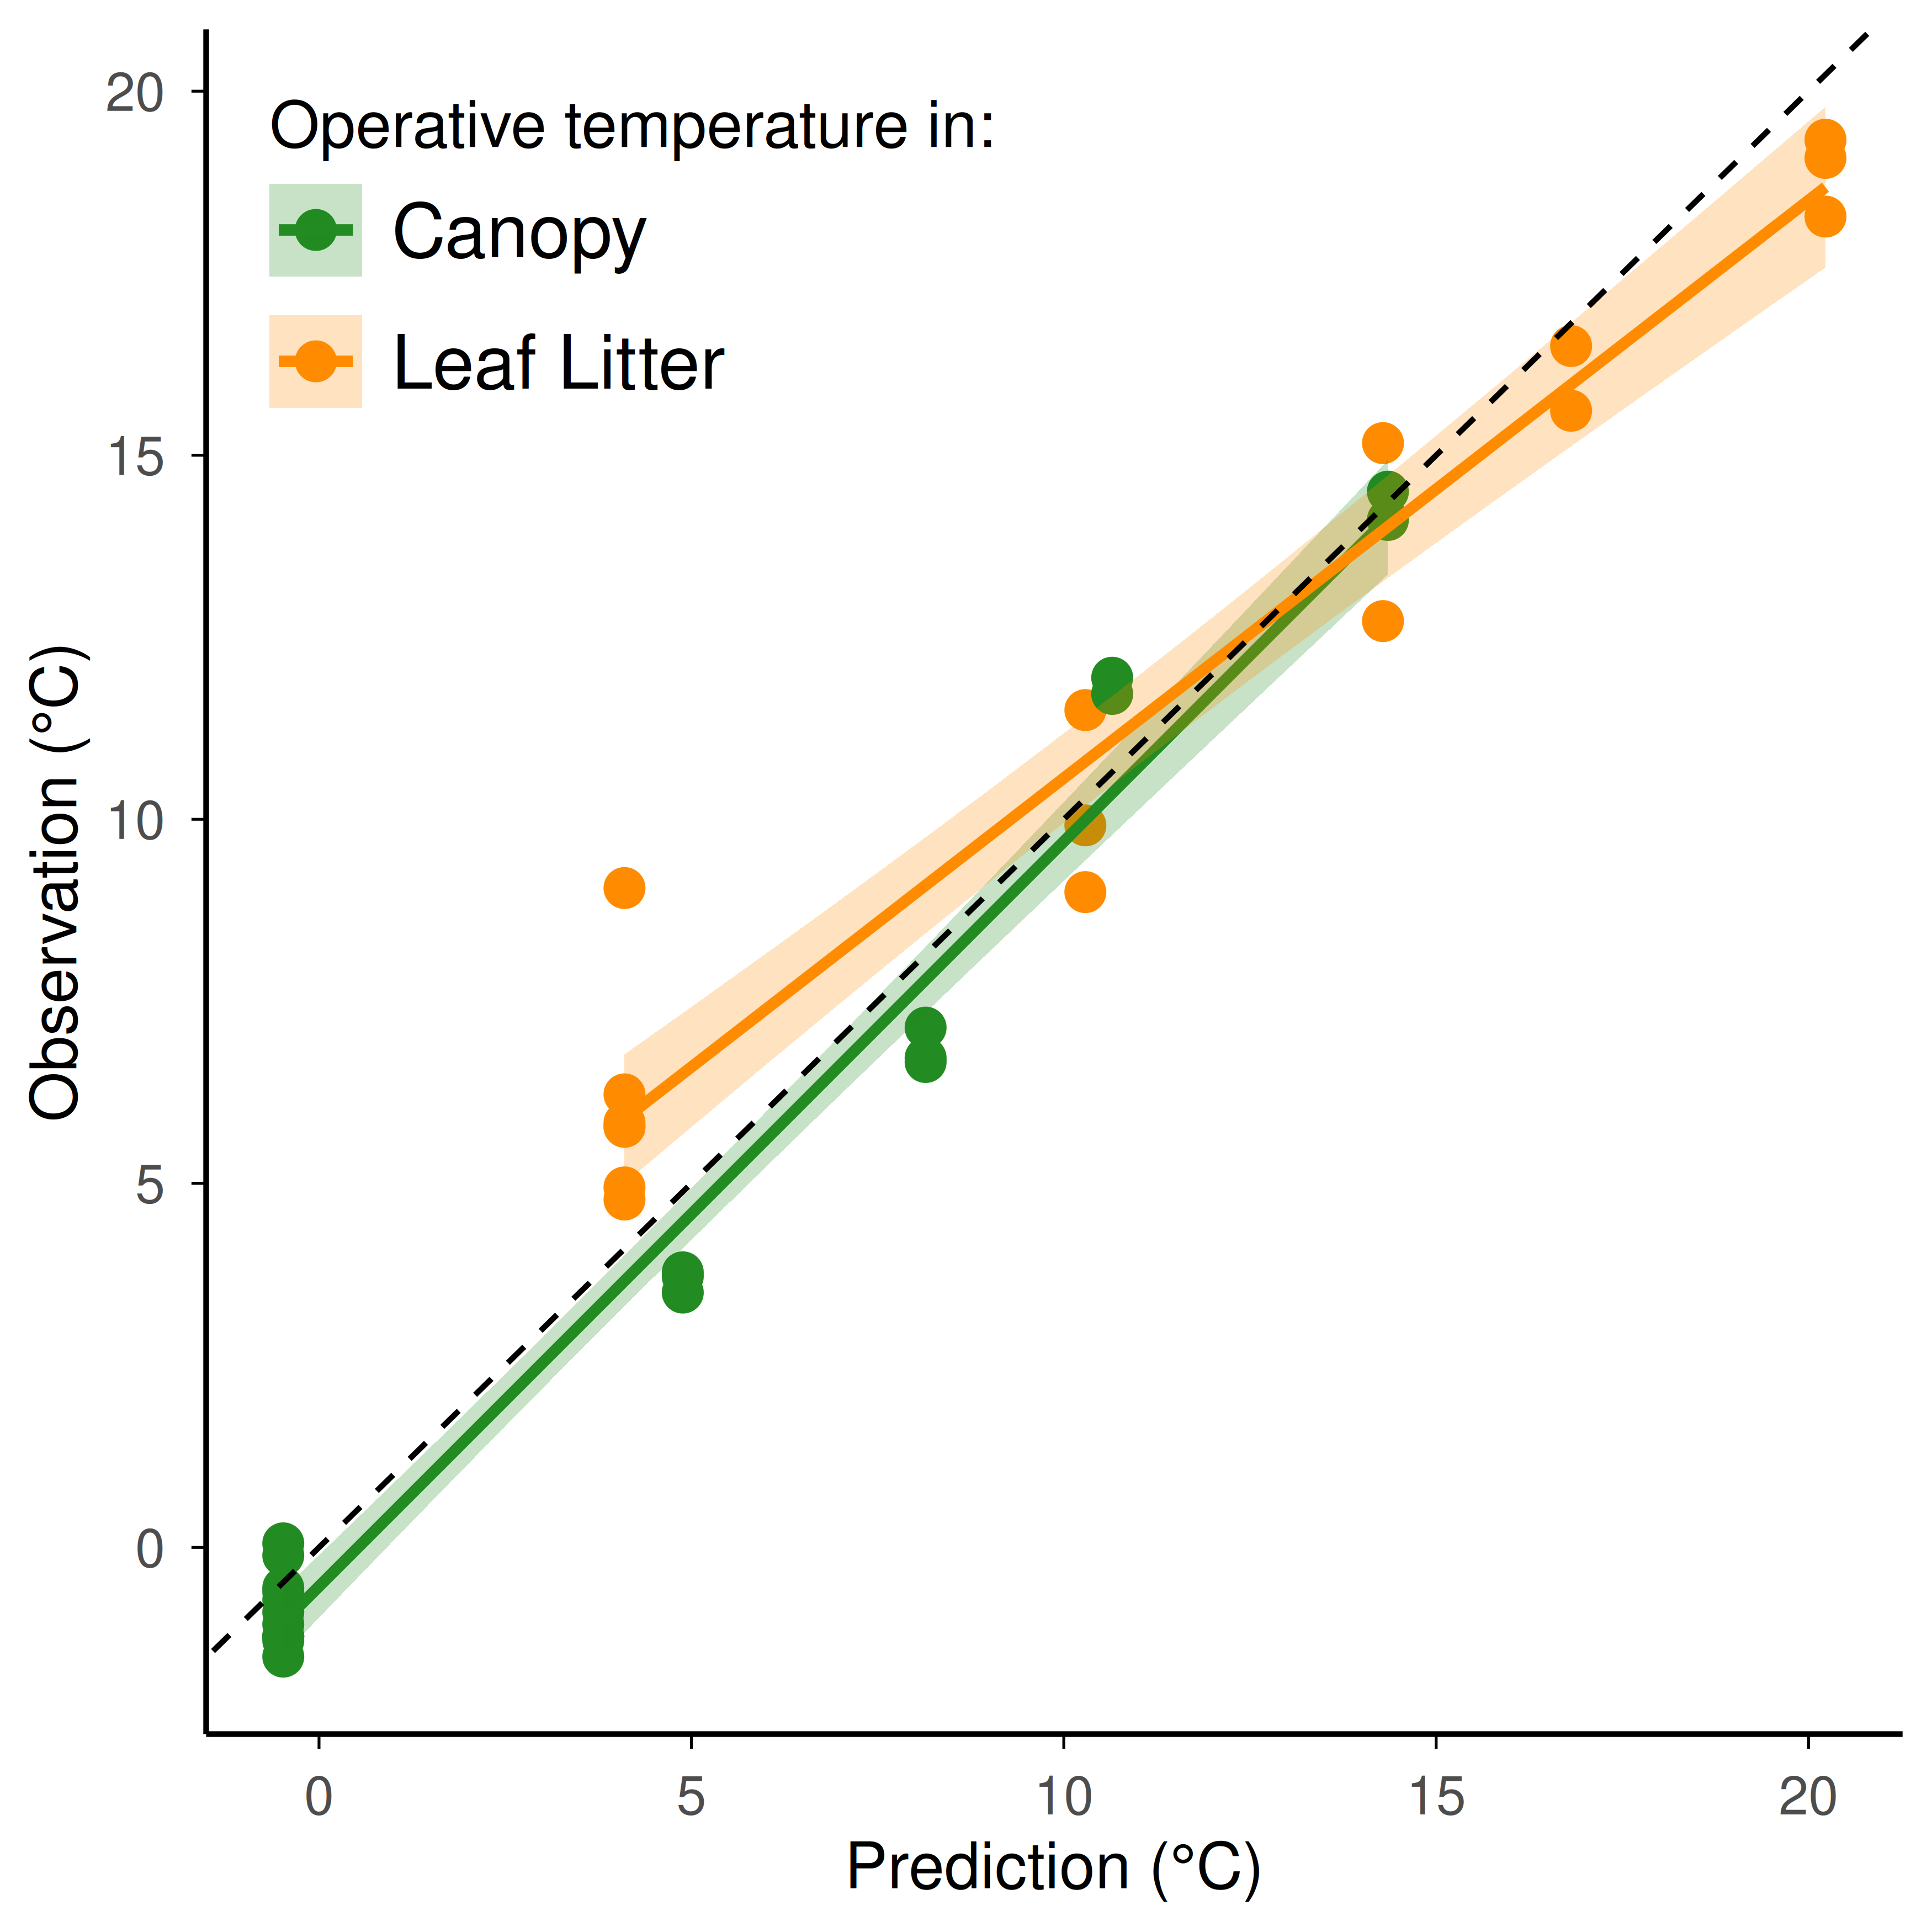 Operative temperature in:
Canopy
Leaf Litter
20
15
10
5
0
Observation (°C)
0 5 10 15 20
Prediction (°C)